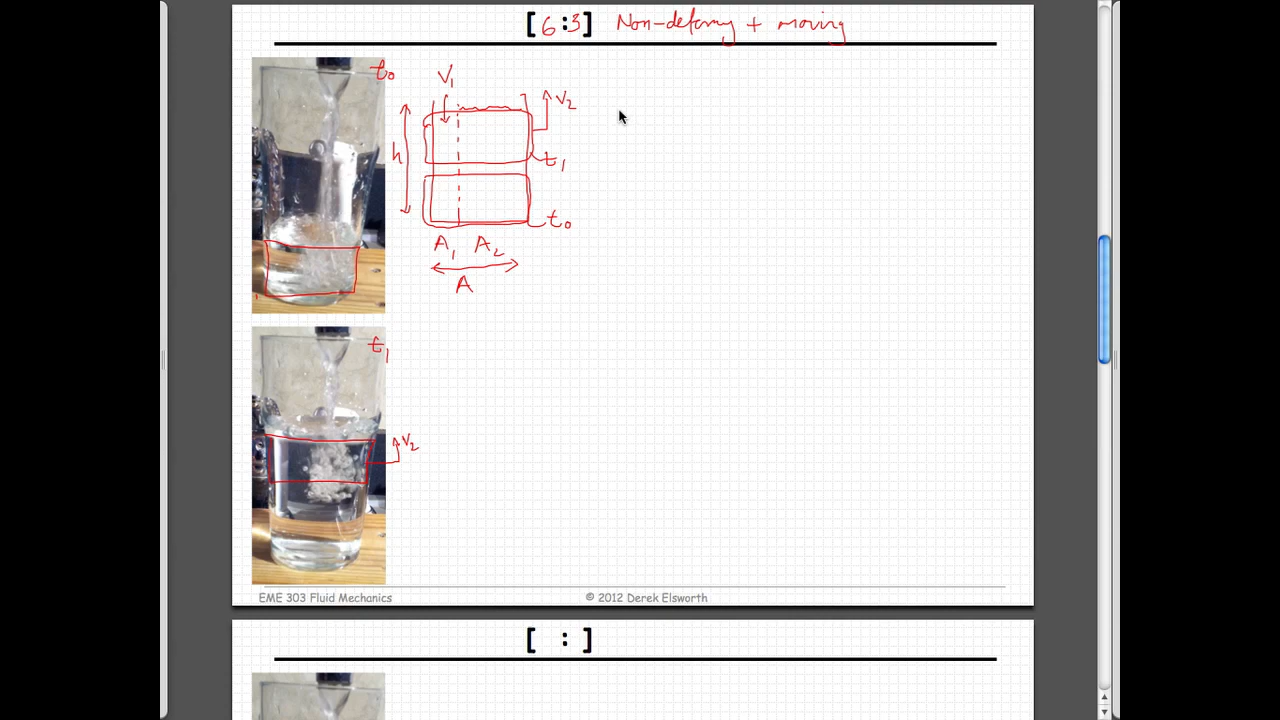 [6:3] Non-deformg + moving
t₀
V₁
V₂
h
t₁
t₀
A₁ A₂
A
t₁
V₂
EME 303 Fluid Mechanics © 2012 Derek Elsworth
[ : ]